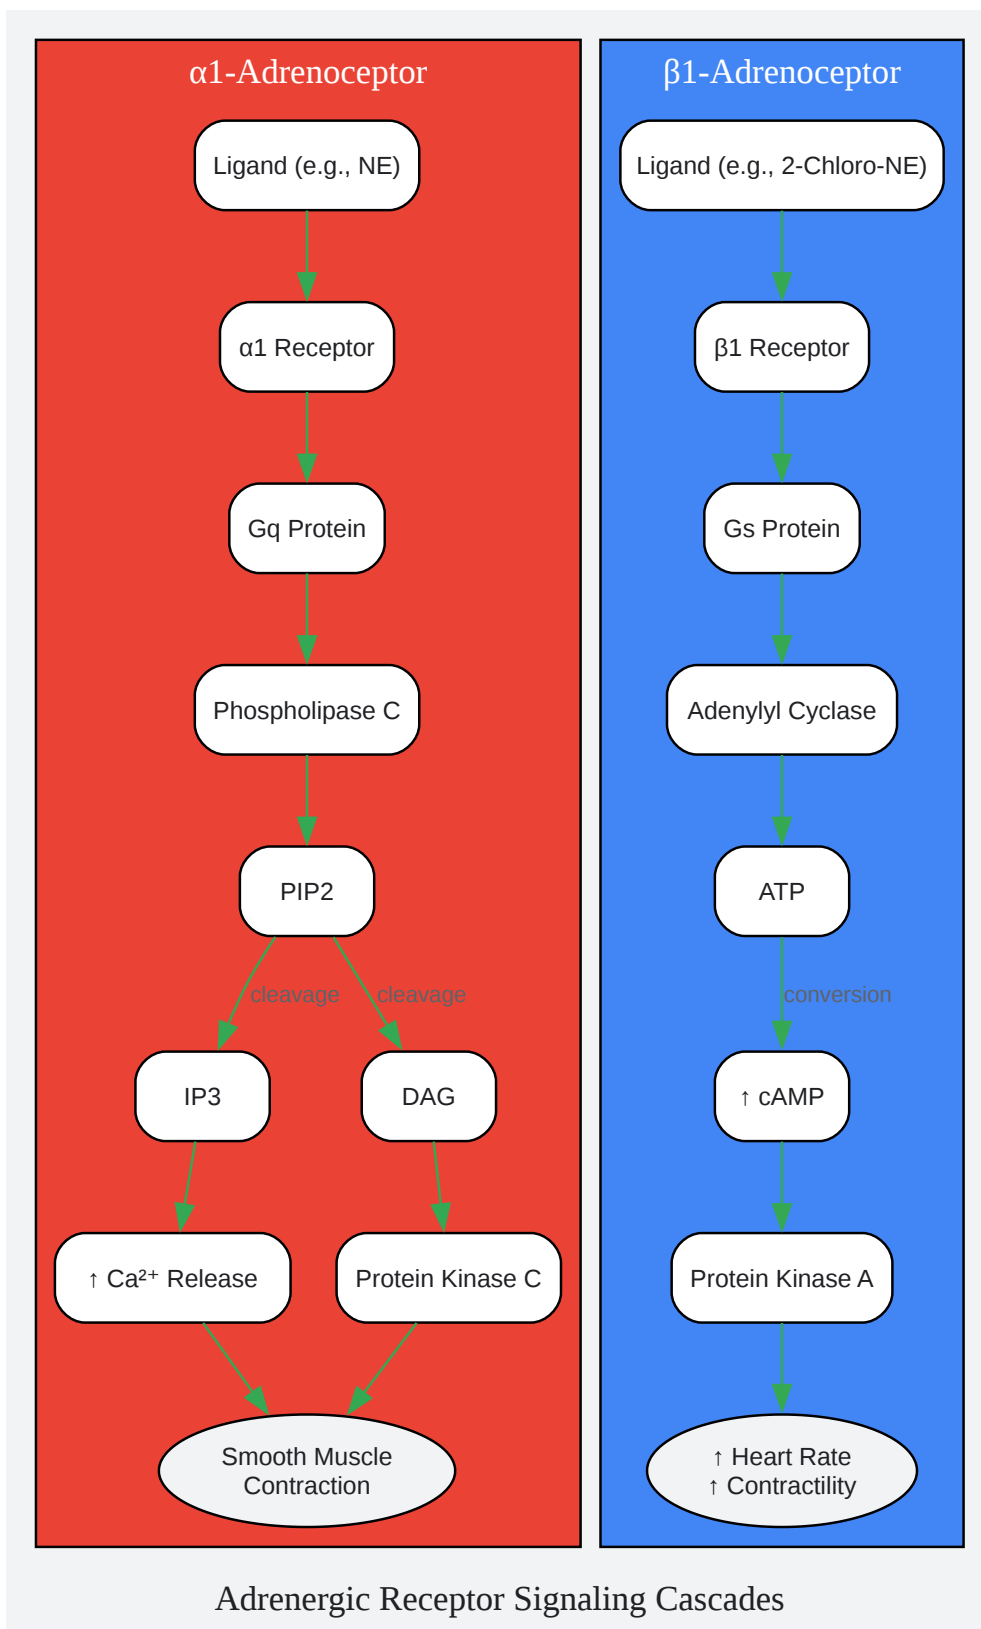 α1-Adrenoceptor
Ligand (e.g., NE)
α1 Receptor
Gq Protein
Phospholipase C
PIP2
cleavage
cleavage
IP3
DAG
↑ Ca²⁺ Release
Protein Kinase C
Smooth Muscle
Contraction
β1-Adrenoceptor
Ligand (e.g., 2-Chloro-NE)
β1 Receptor
Gs Protein
Adenylyl Cyclase
ATP
conversion
↑ cAMP
Protein Kinase A
↑ Heart Rate
↑ Contractility
Adrenergic Receptor Signaling Cascades